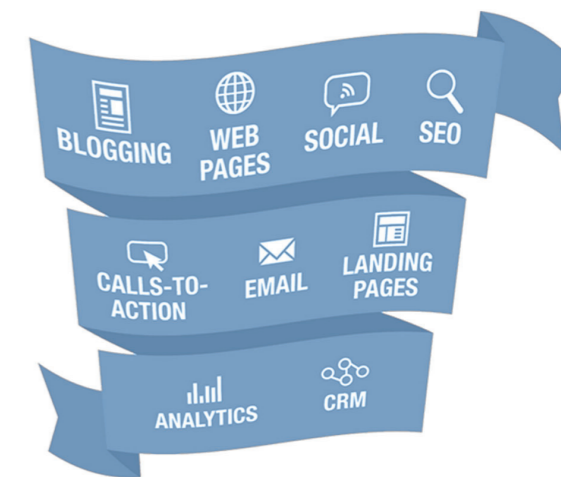 BLOGGING
WEB
PAGES
SOCIAL
SEO
CALLS-TO-
ACTION
EMAIL
LANDING
PAGES
ANALYTICS
CRM